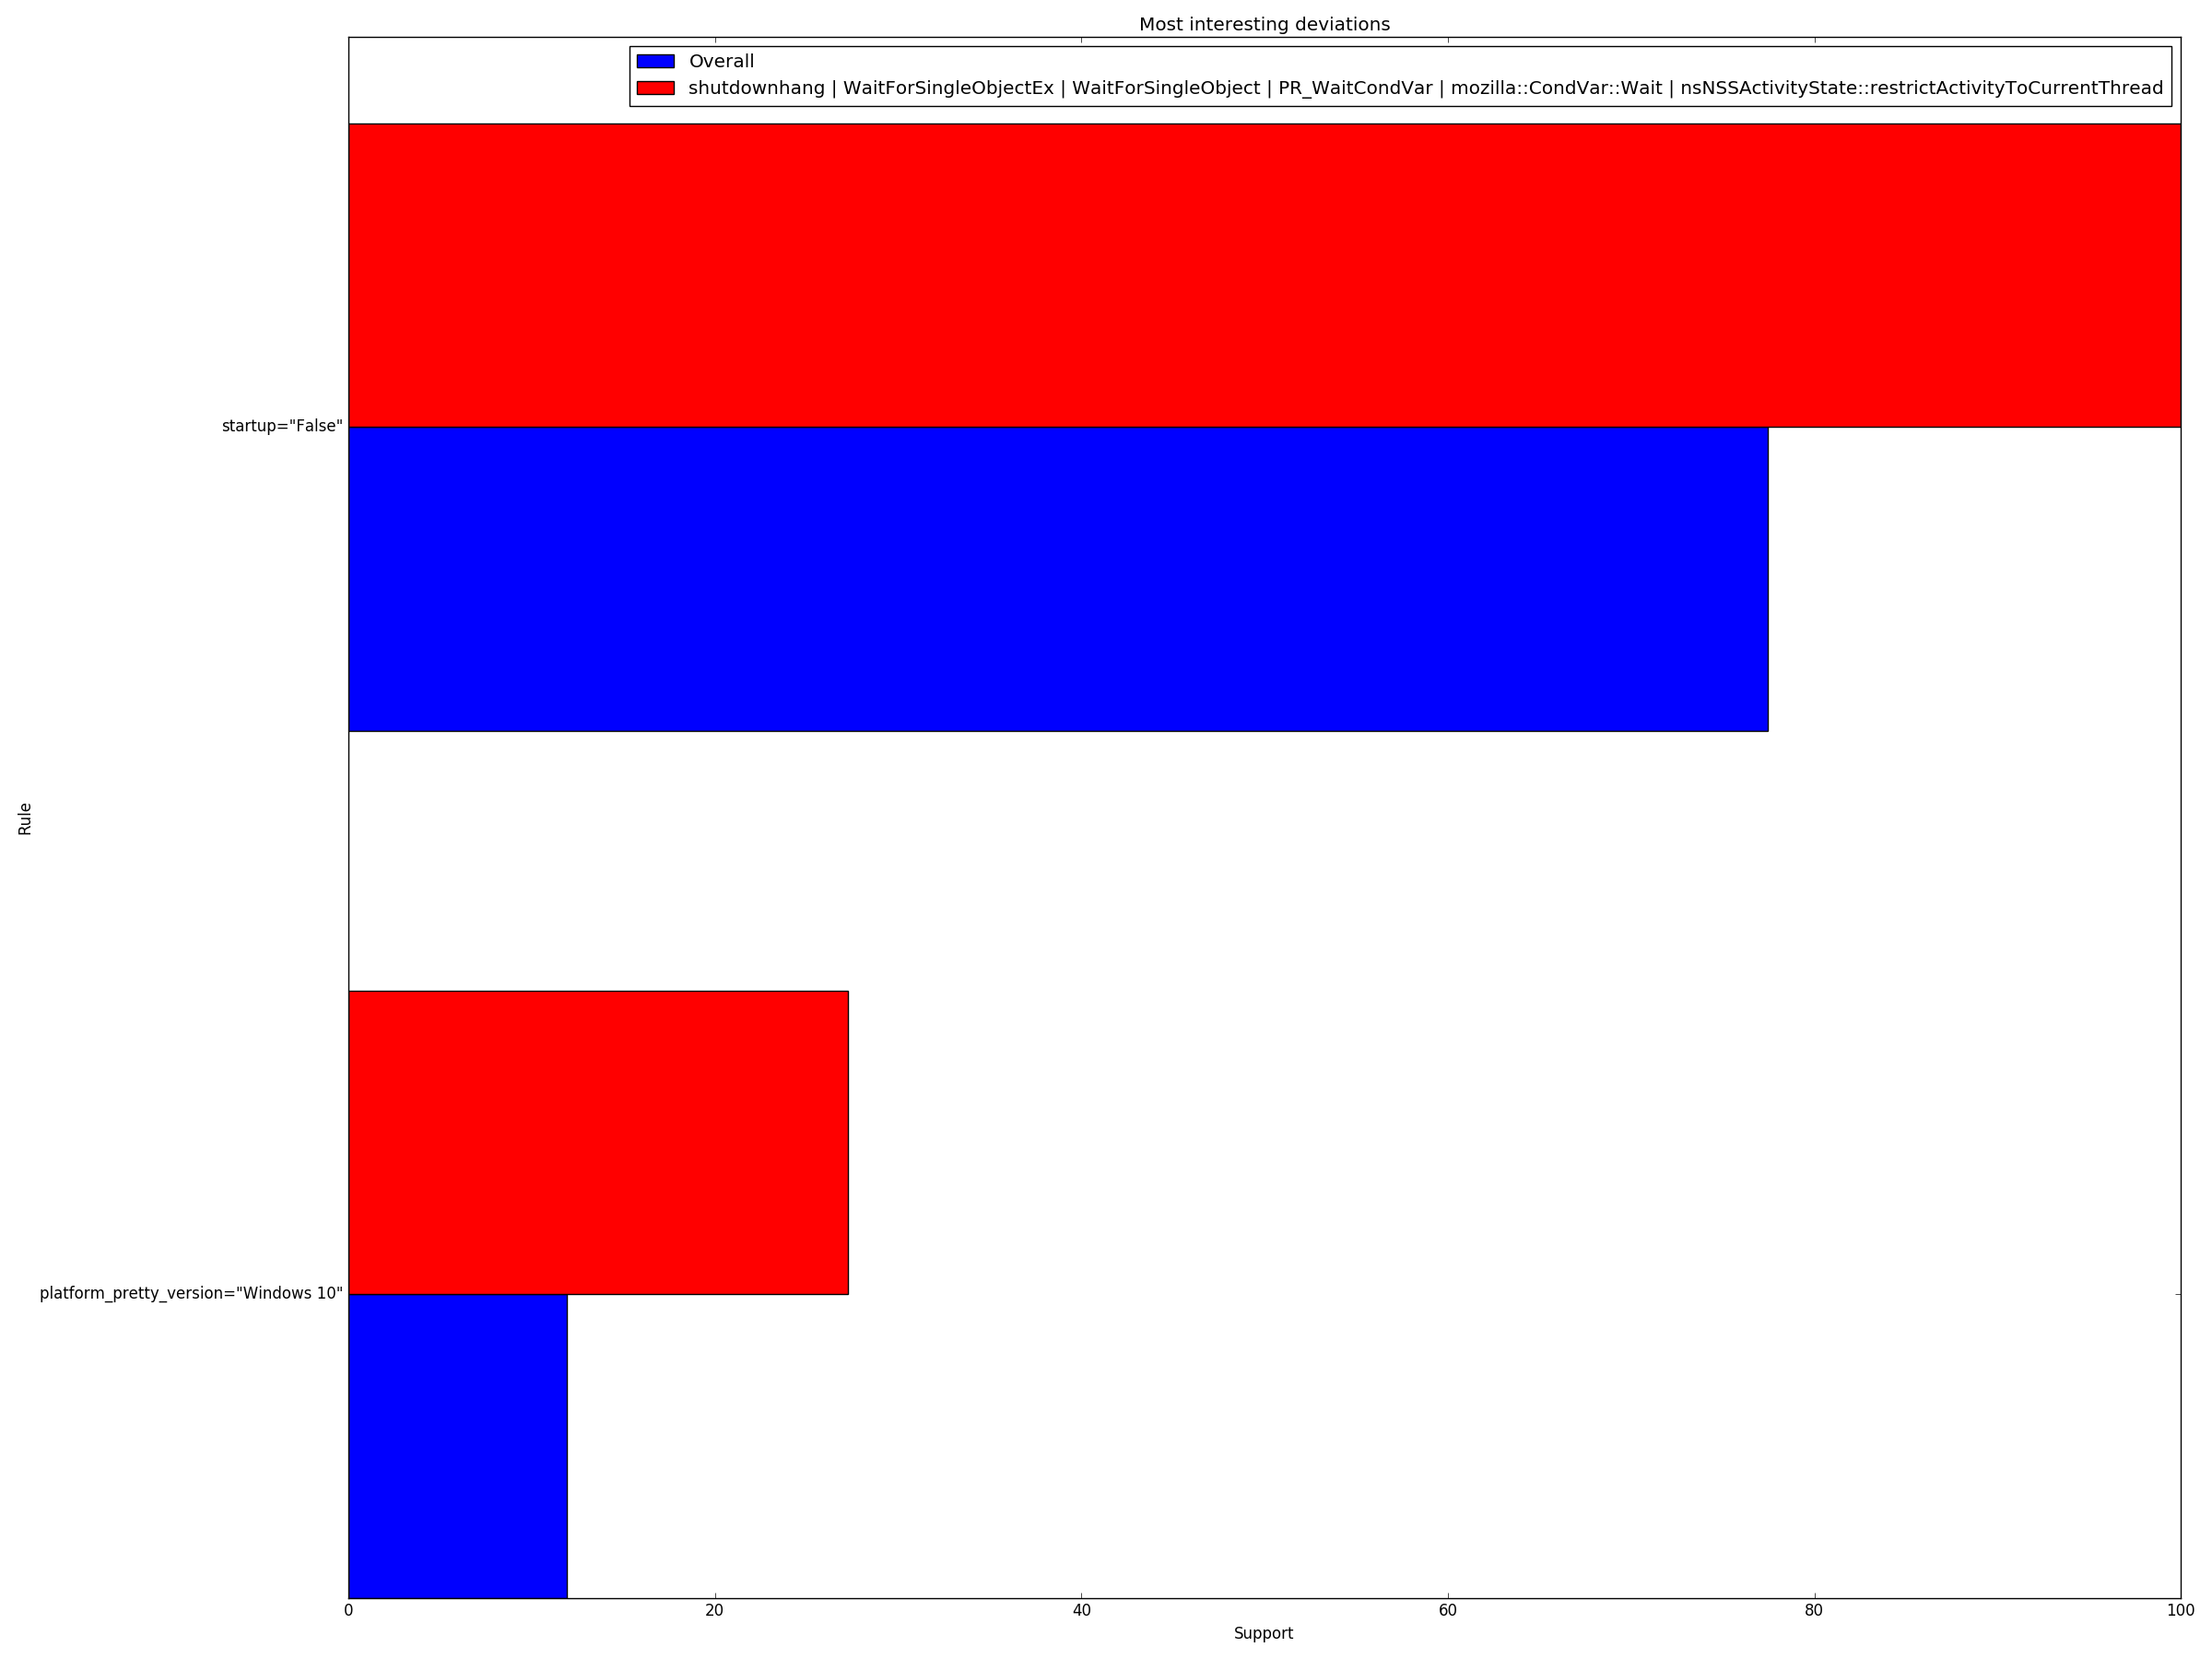 Most interesting deviations
Overall
shutdownhang | WaitForSingleObjectEx | WaitForSingleObject | PR_WaitCondVar | mozilla::CondVar::Wait | nsNSSActivityState::restrictActivityToCurrentThread
startup="False"
Rule
platform_pretty_version="Windows 10"
0 20 40 60 80 100
Support